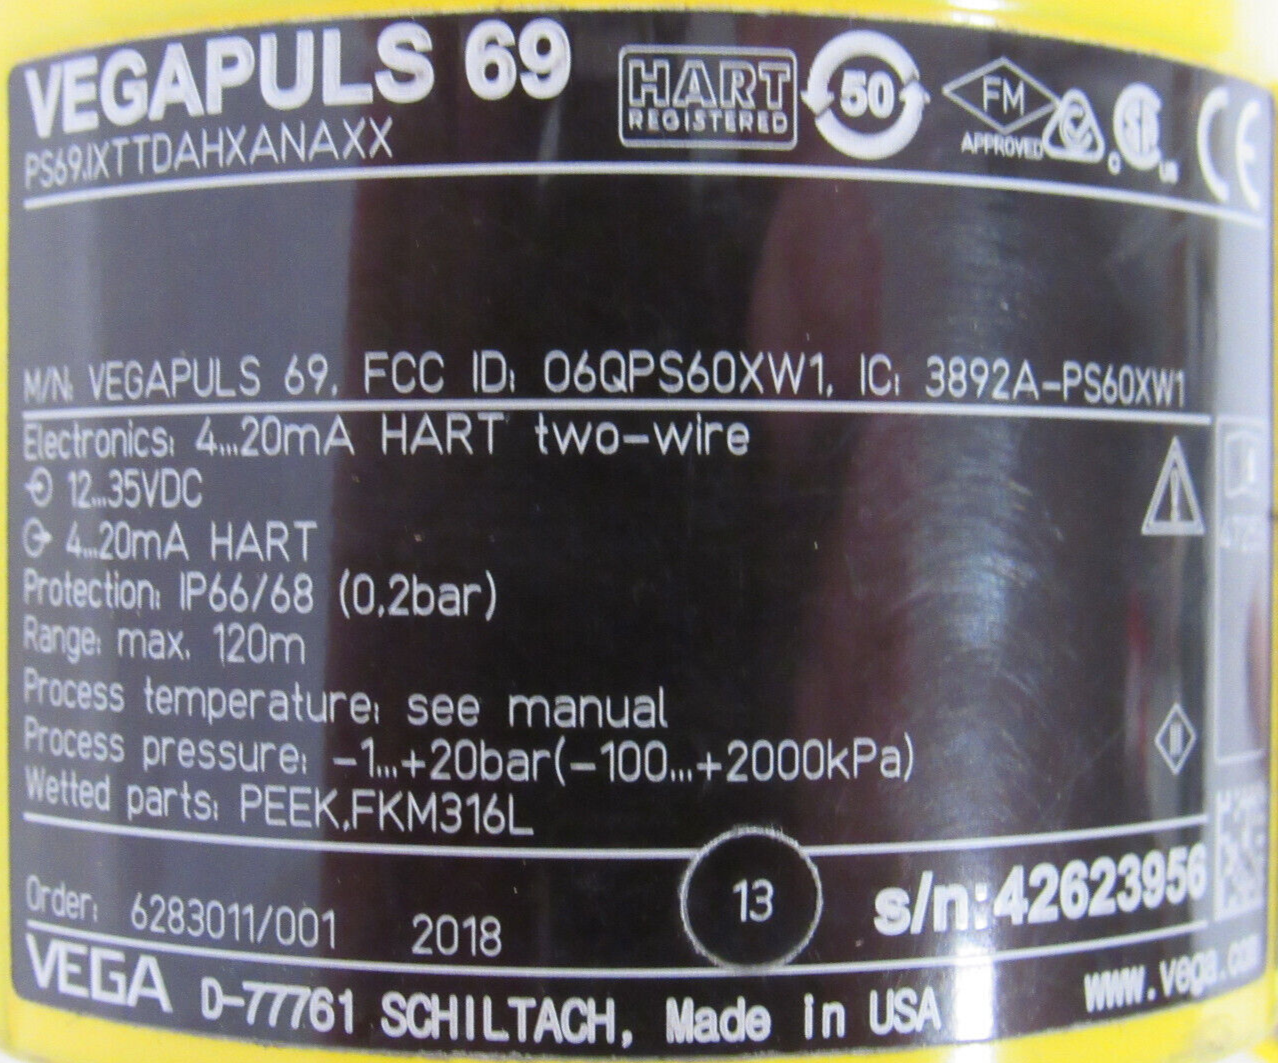 VEGAPULS 69
HART
REGISTERED
50
FM
APPROVED
C US
CE
PS69.IXTTDAHXANAXX
M/N: VEGAPULS 69, FCC ID: O6QPS60XW1, IC: 3892A-PS60XW1
Electronics: 4...20mA HART two-wire
12...35VDC
4...20mA HART
Protection: IP66/68 (0,2bar)
Range: max. 120m
Process temperature: see manual
Process pressure: -1...+20bar(-100...+2000kPa)
Wetted parts: PEEK,FKM316L
Order: 6283011/001 2018
13
s/n: 42623956
VEGA D-77761 SCHILTACH, Made in USA
www.vega.com